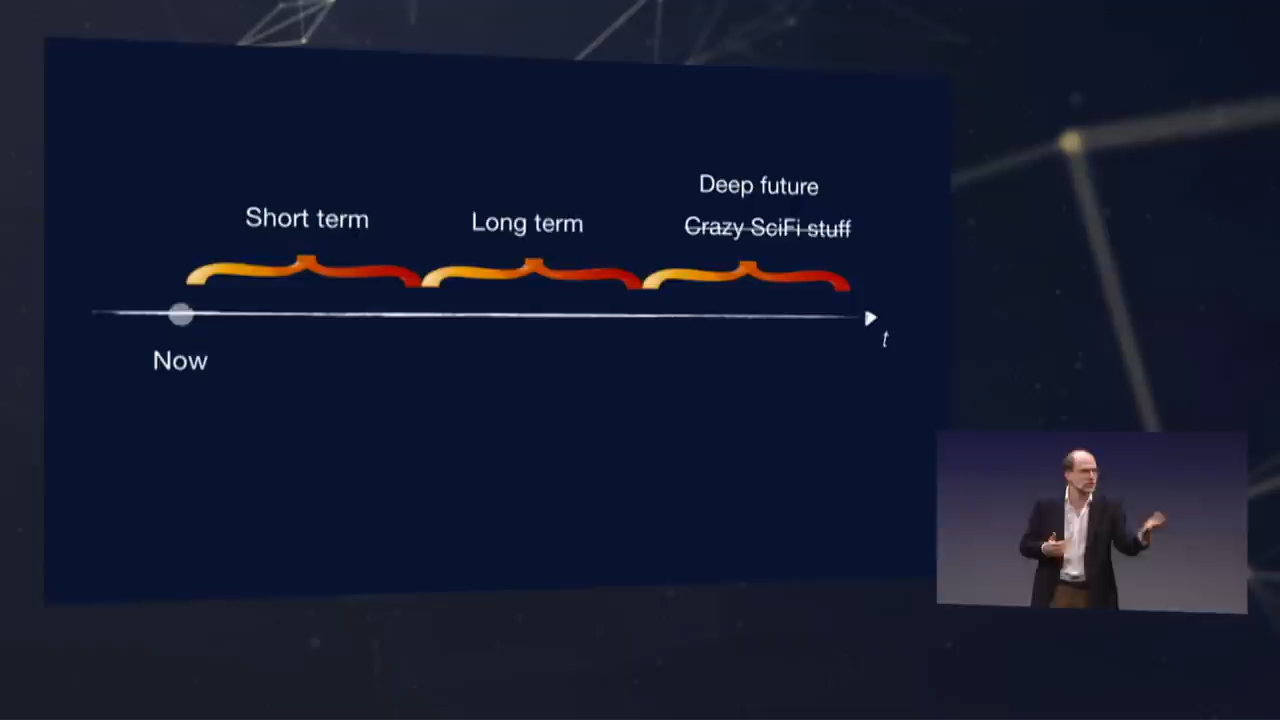 Deep future
Short term
Long term
Crazy SciFi stuff
t
Now